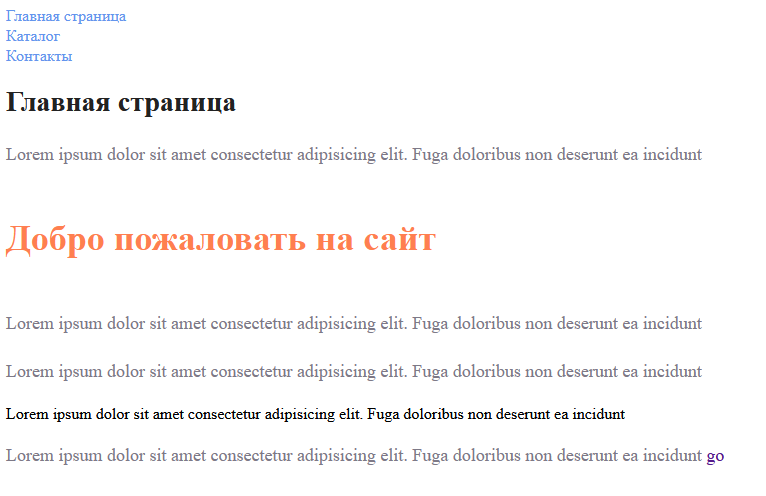 Главная страница
Каталог
Контакты
Главная страница
Lorem ipsum dolor sit amet consectetur adipisicing elit. Fuga doloribus non deserunt ea incidunt
Добро пожаловать на сайт
Lorem ipsum dolor sit amet consectetur adipisicing elit. Fuga doloribus non deserunt ea incidunt
Lorem ipsum dolor sit amet consectetur adipisicing elit. Fuga doloribus non deserunt ea incidunt
Lorem ipsum dolor sit amet consectetur adipisicing elit. Fuga doloribus non deserunt ea incidunt
Lorem ipsum dolor sit amet consectetur adipisicing elit. Fuga doloribus non deserunt ea incidunt go